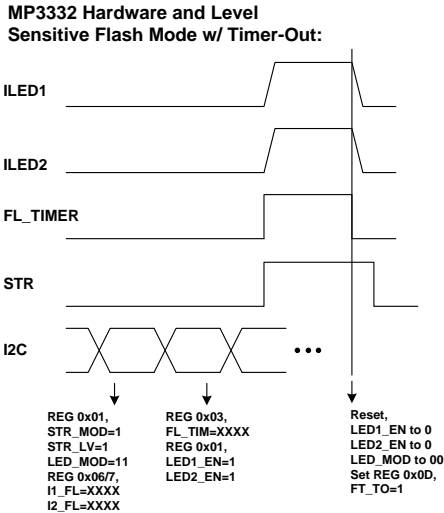 MP3332 Hardware and Level
Sensitive Flash Mode w/ Timer-Out:
ILED1
ILED2
FL_TIMER
STR
I2C
REG 0x01,
STR_MOD=1
STR_LV=1
LED_MOD=11
REG 0x06/7,
I1_FL=XXXX
I2_FL=XXXX
REG 0x03,
FL_TIM=XXXX
REG 0x01,
LED1_EN=1
LED2_EN=1
Reset,
LED1_EN to 0
LED2_EN to 0
LED_MOD to 00
Set REG 0x0D,
FT_TO=1